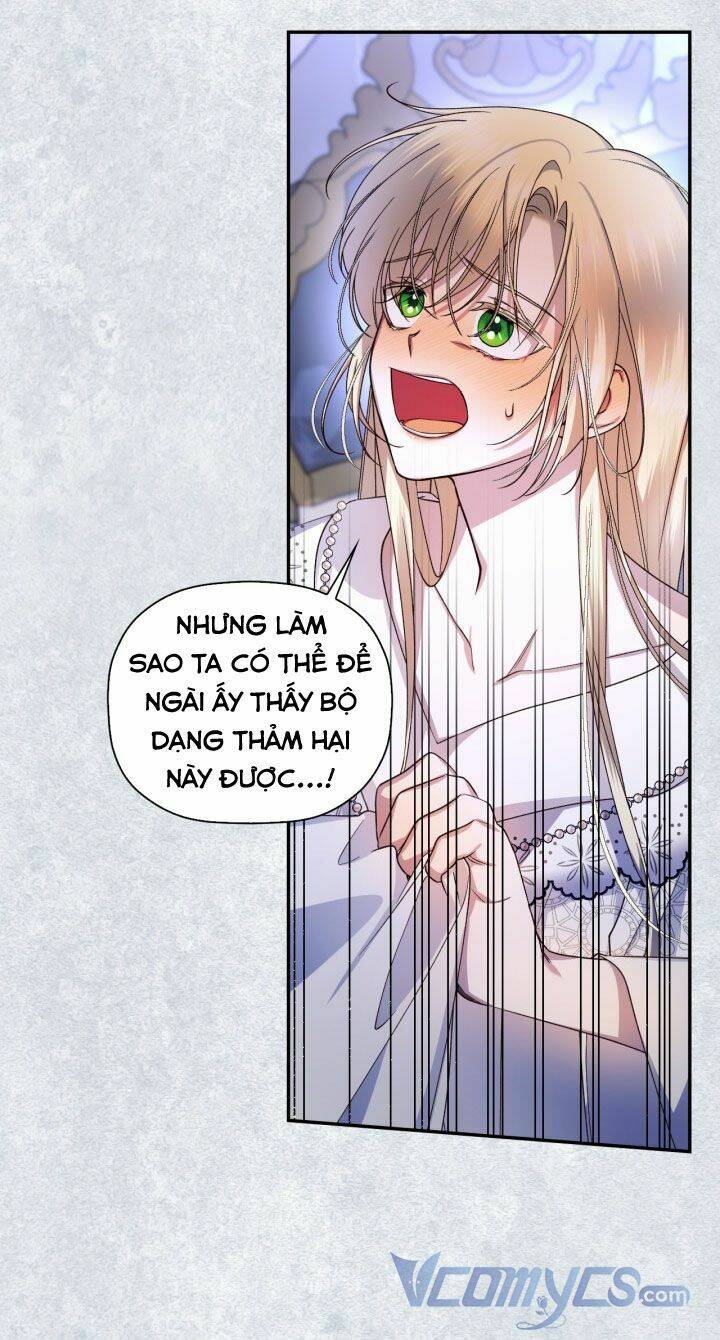 NHƯNG LÀM
SAO TA CÓ THỂ ĐỂ
NGÀI ẤY THẤY BỘ
DẠNG THẢM HẠI
NÀY ĐƯỢC...!
VCOMYCS.com